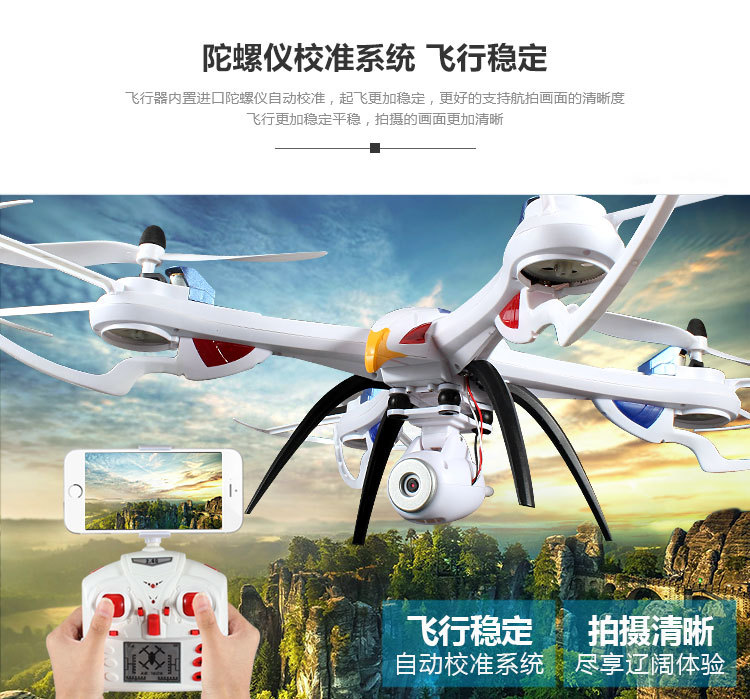 陀螺仪校准系统 飞行稳定
飞行器内置进口陀螺仪自动校准，起飞更加稳定，更好的支持航拍画面的清晰度
飞行更加稳定平稳，拍摄的画面更加清晰
飞行稳定
自动校准系统
拍摄清晰
尽享辽阔体验